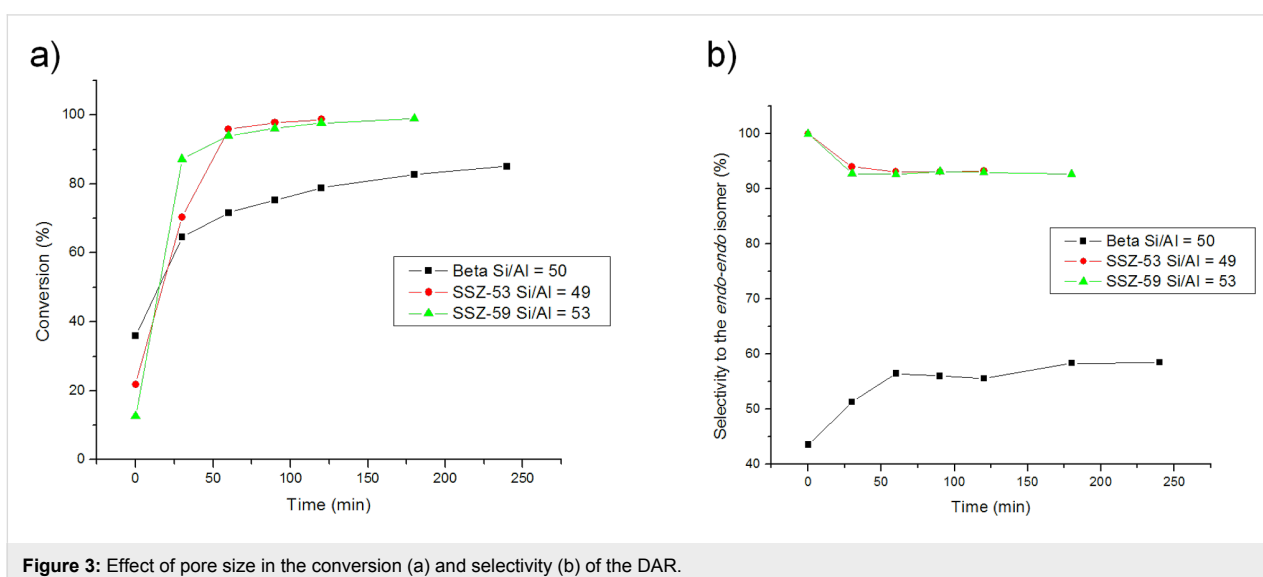 a)
100
80
60
40
20
0
Conversion (%)
0 50 100 150 200 250
Time (min)
Beta Si/Al = 50
SSZ-53 Si/Al = 49
SSZ-59 Si/Al = 53
b)
100
90
80
70
60
50
40
Selectivity to the endo-endo isomer (%)
0 50 100 150 200 250
Time (min)
Beta Si/Al = 50
SSZ-53 Si/Al = 49
SSZ-59 Si/Al = 53
Figure 3: Effect of pore size in the conversion (a) and selectivity (b) of the DAR.